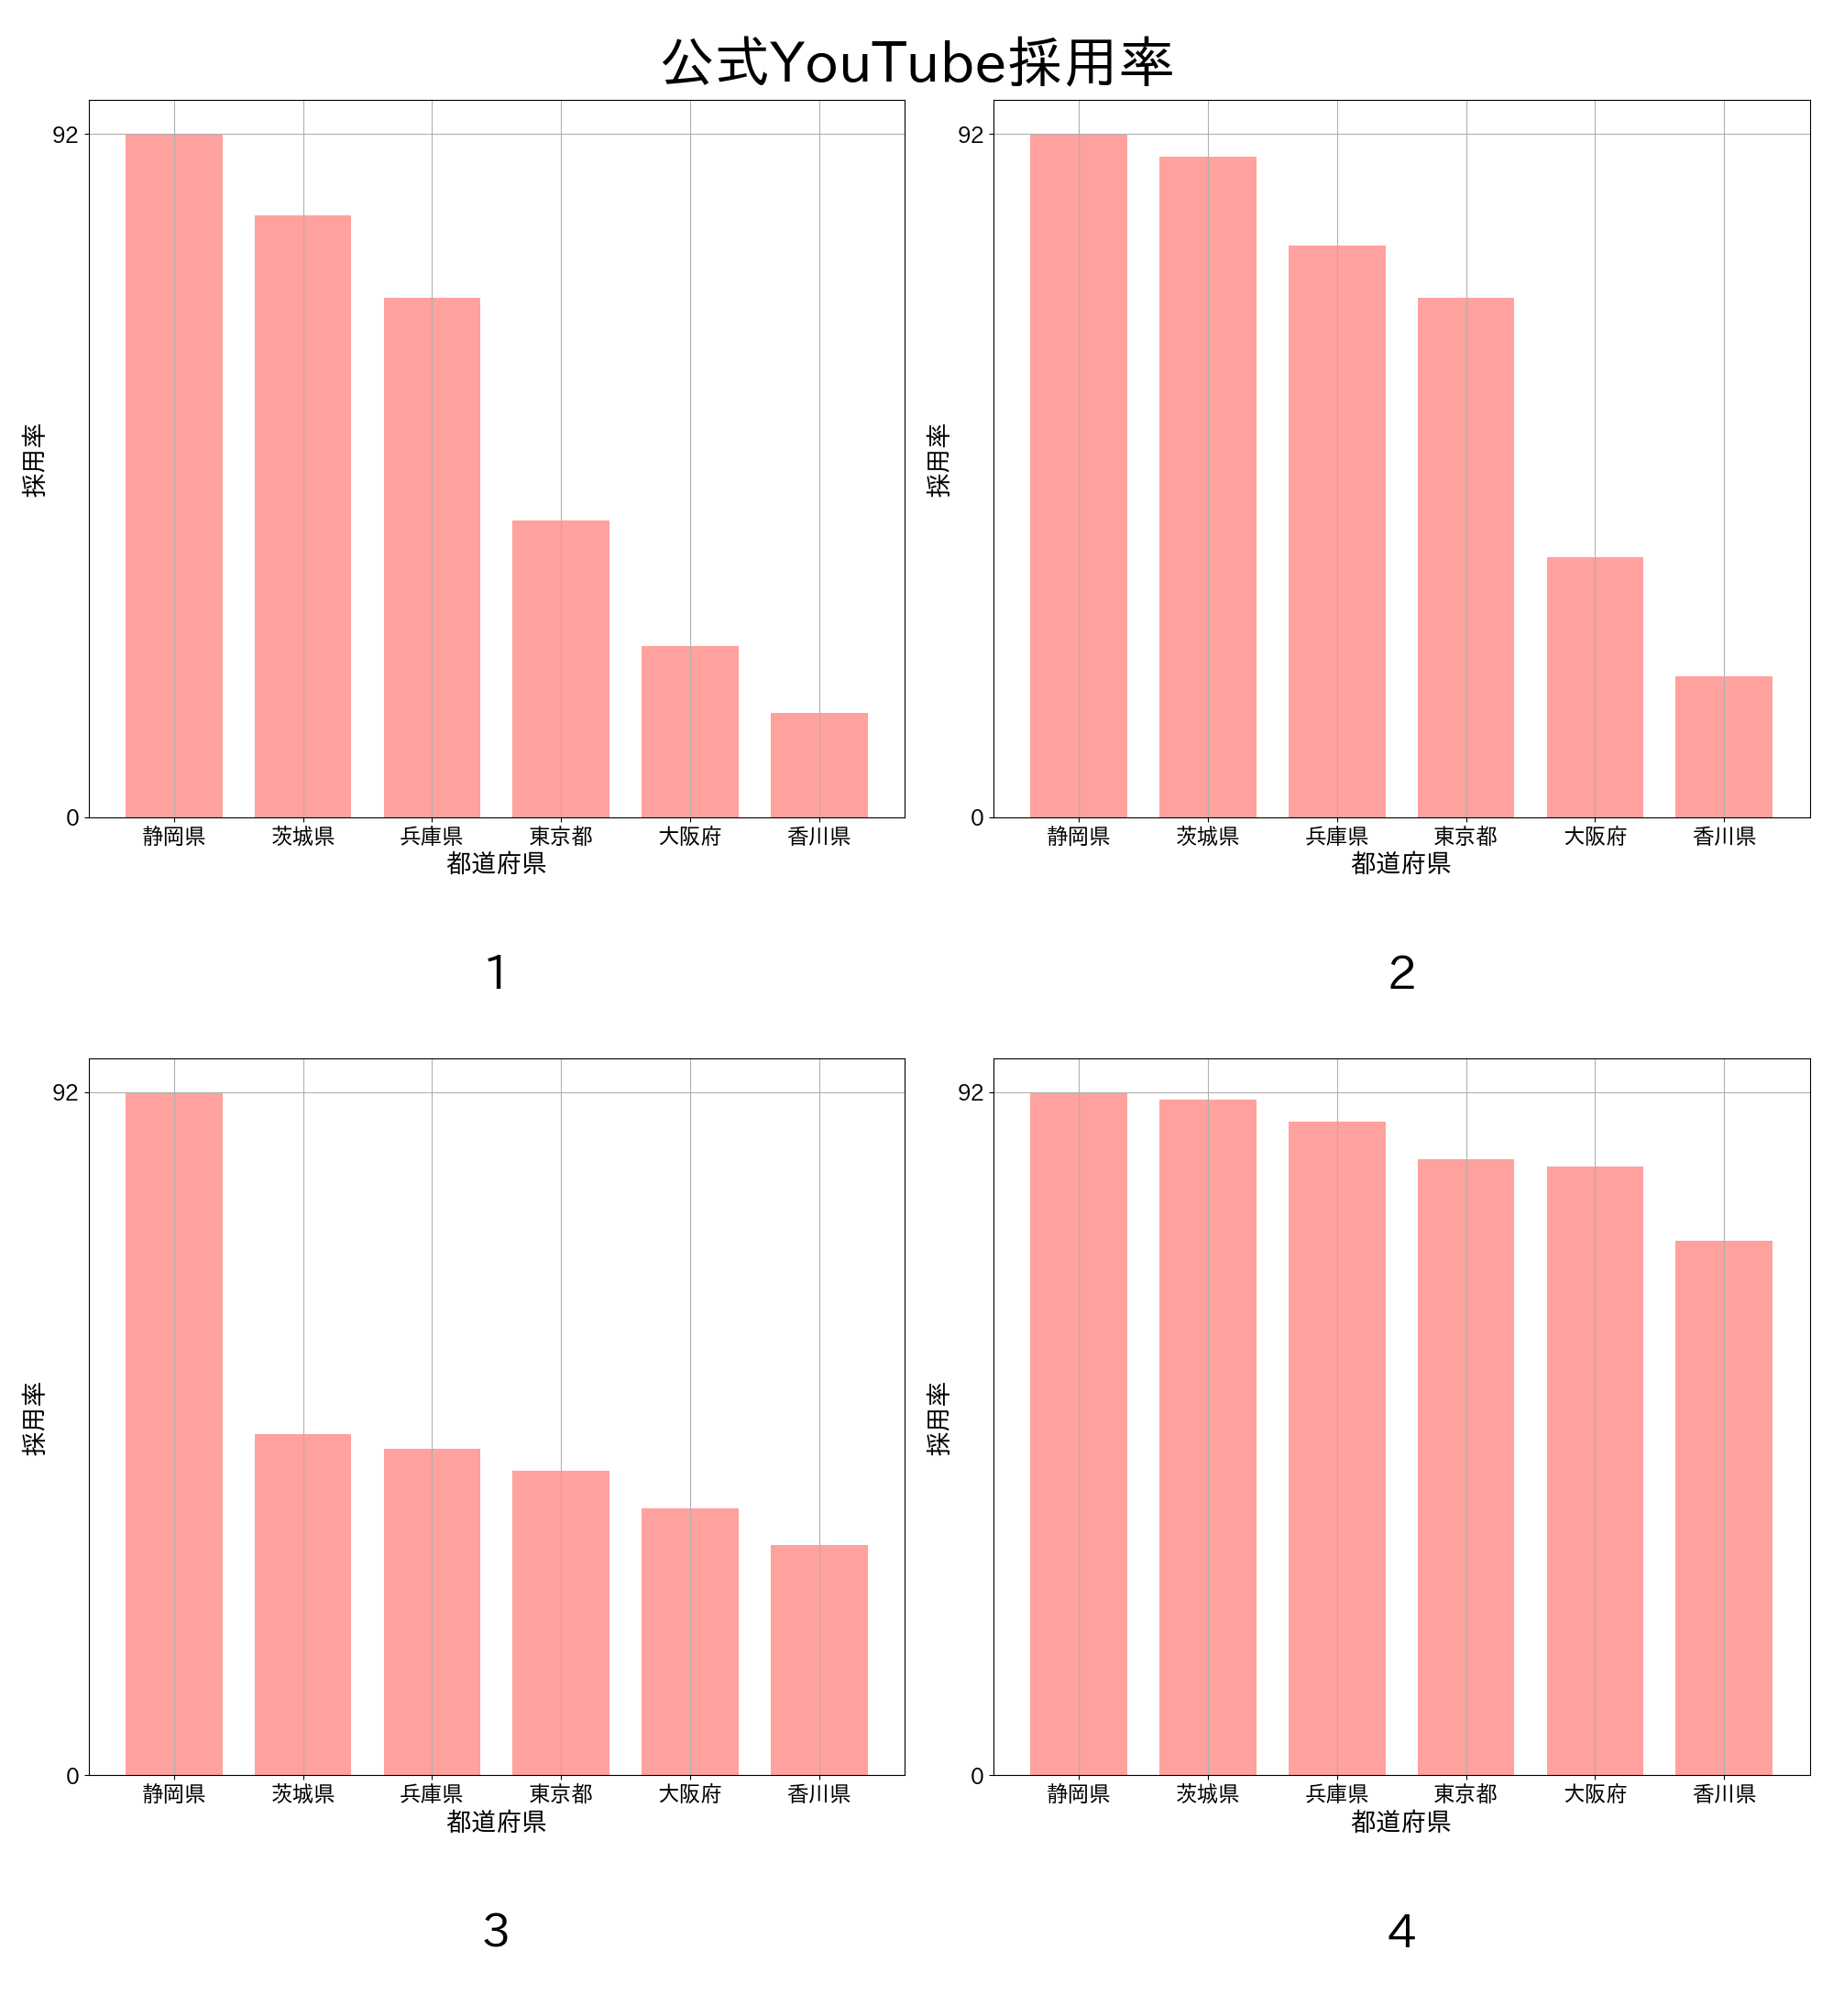 公式YouTube採用率
92
0
採用率
静岡県 茨城県 兵庫県 東京都 大阪府 香川県
都道府県
1
92
0
採用率
静岡県 茨城県 兵庫県 東京都 大阪府 香川県
都道府県
2
92
0
採用率
静岡県 茨城県 兵庫県 東京都 大阪府 香川県
都道府県
3
92
0
採用率
静岡県 茨城県 兵庫県 東京都 大阪府 香川県
都道府県
4